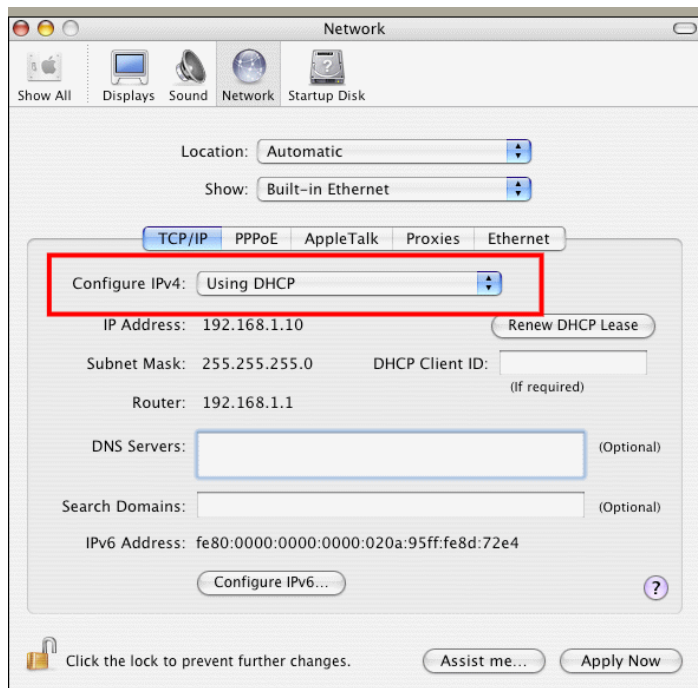 Network
Show All Displays Sound Network Startup Disk
Location: Automatic
Show: Built-in Ethernet
TCP/IP PPPoE AppleTalk Proxies Ethernet
Configure IPv4: Using DHCP
IP Address: 192.168.1.10 Renew DHCP Lease
Subnet Mask: 255.255.255.0 DHCP Client ID:
(If required)
Router: 192.168.1.1
DNS Servers: (Optional)
Search Domains: (Optional)
IPv6 Address: fe80:0000:0000:0000:020a:95ff:fe8d:72e4
Configure IPv6... ?
Click the lock to prevent further changes. Assist me... Apply Now